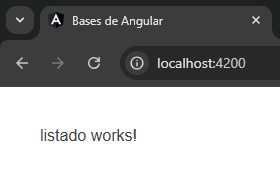 Bases de Angular
localhost:4200
listado works!